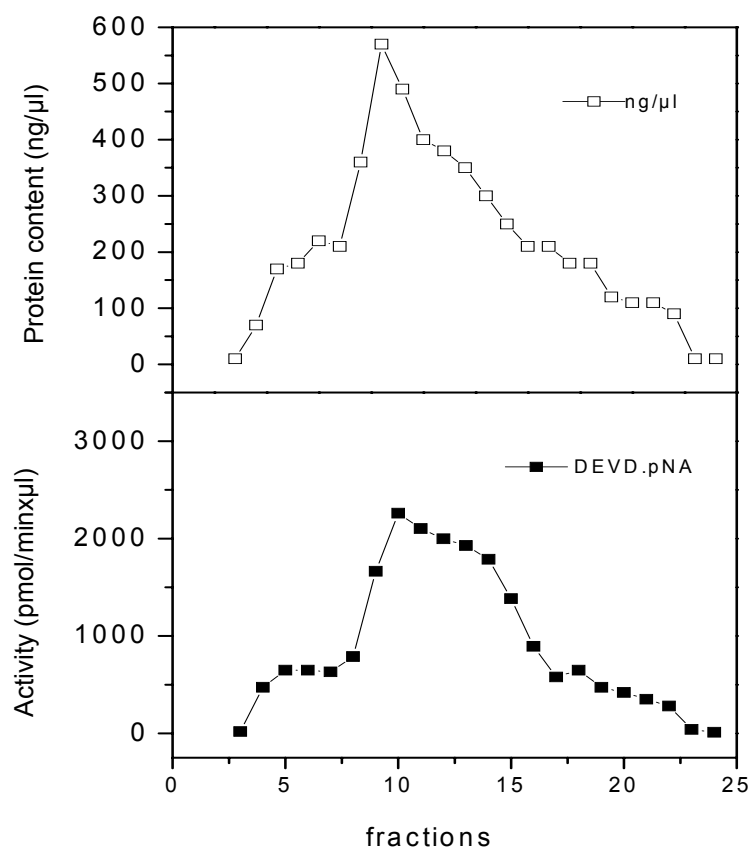 600
500
400
300
200
100
0
Protein content (ng/µl)
ng/µl
3000
2000
1000
0
Activity (pmol/minxµl)
DEVD.pNA
0 5 10 15 20 25
fractions